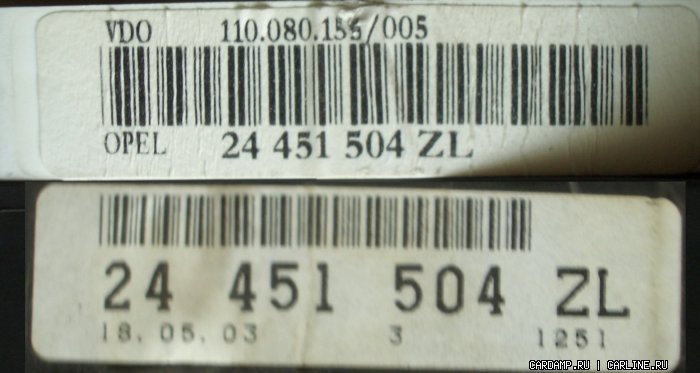 VDO 110.080.155/005
OPEL 24 451 504 ZL
24 451 504 ZL
18.05.03 3 1251
CARDAMP.RU | CARLINE.RU